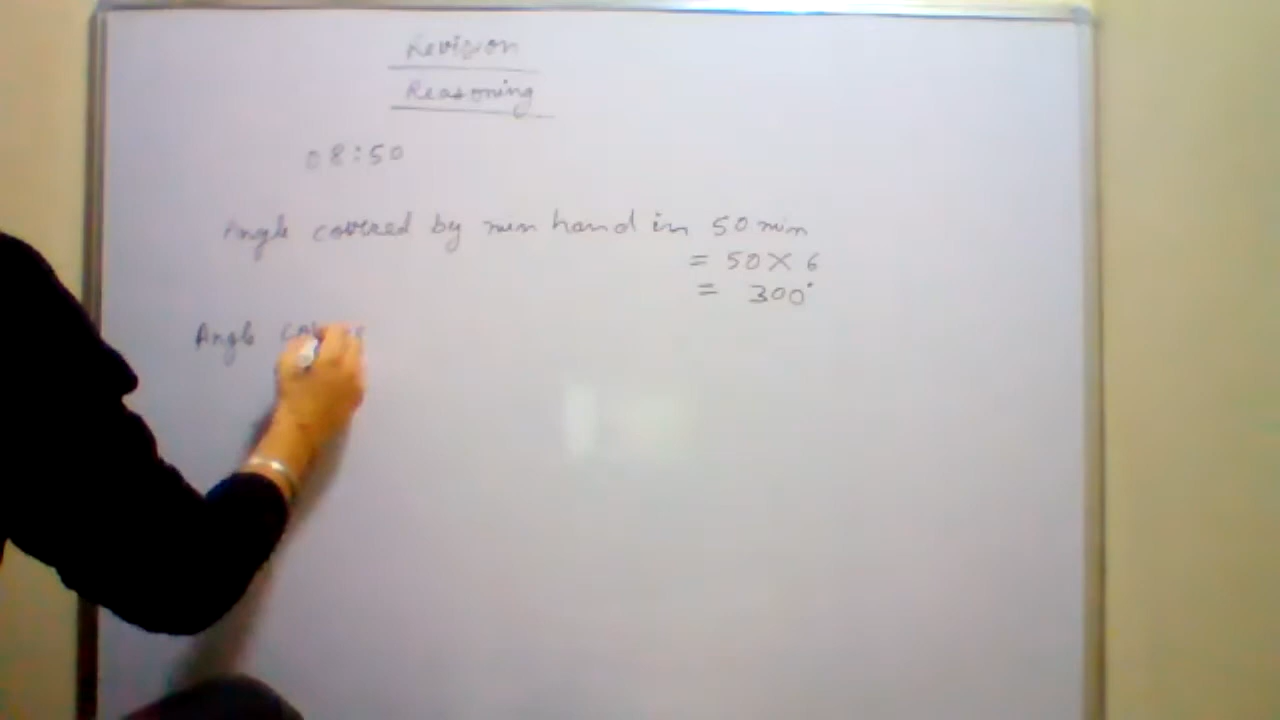 Revision
Reasoning
08:50
Angle covered by min hand in 50 min
= 50 × 6
= 300°
Angle